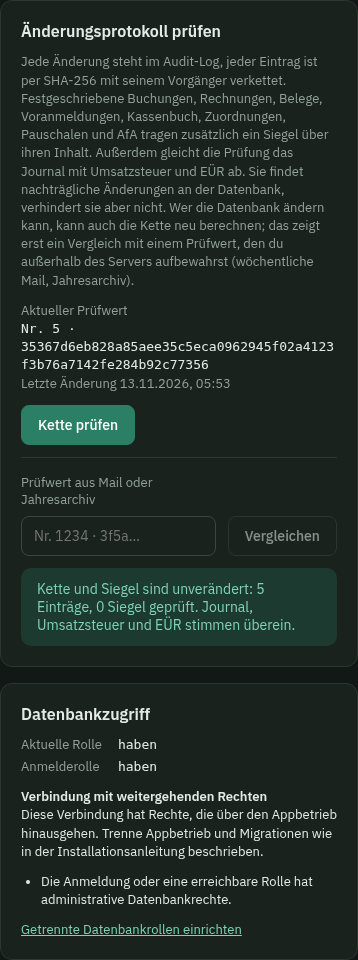 Änderungsprotokoll prüfen
Jede Änderung steht im Audit-Log, jeder Eintrag ist
per SHA-256 mit seinem Vorgänger verkettet.
Festgeschriebene Buchungen, Rechnungen, Belege,
Voranmeldungen, Kassenbuch, Zuordnungen,
Pauschalen und AfA tragen zusätzlich ein Siegel über
ihren Inhalt. Außerdem gleicht die Prüfung das
Journal mit Umsatzsteuer und EÜR ab. Sie findet
nachträgliche Änderungen an der Datenbank,
verhindert sie aber nicht. Wer die Datenbank ändern
kann, kann auch die Kette neu berechnen; das zeigt
erst ein Vergleich mit einem Prüfwert, den du
außerhalb des Servers aufbewahrst (wöchentliche
Mail, Jahresarchiv).
Aktueller Prüfwert
Nr. 5 ·
35367d6eb828a85aee35c5eca0962945f02a4123
f3b76a7142fe284b92c77356
Letzte Änderung 13.11.2026, 05:53
Kette prüfen
Prüfwert aus Mail oder
Jahresarchiv
Nr. 1234 · 3f5a…
Vergleichen
Kette und Siegel sind unverändert: 5
Einträge, 0 Siegel geprüft. Journal,
Umsatzsteuer und EÜR stimmen überein.
Datenbankzugriff
Aktuelle Rolle haben
Anmelderolle haben
Verbindung mit weitergehenden Rechten
Diese Verbindung hat Rechte, die über den Appbetrieb
hinausgehen. Trenne Appbetrieb und Migrationen wie
in der Installationsanleitung beschrieben.
• Die Anmeldung oder eine erreichbare Rolle hat
administrative Datenbankrechte.
Getrennte Datenbankrollen einrichten